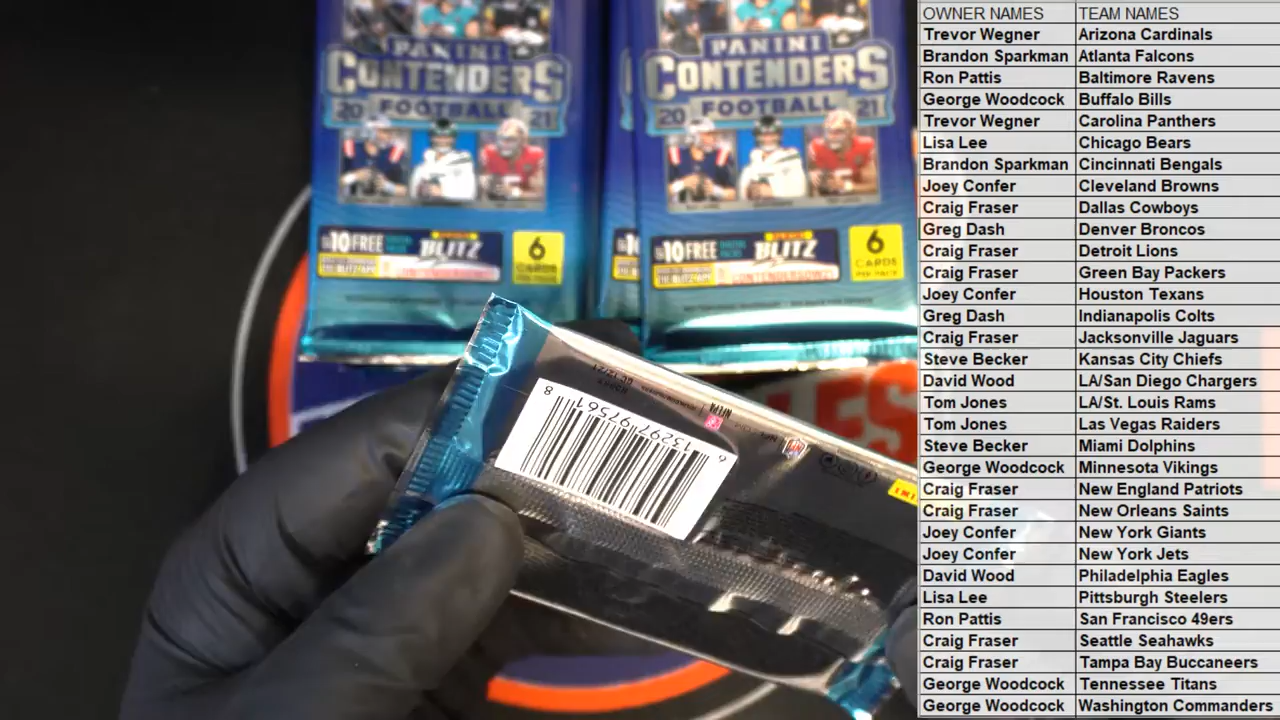 PANINI
CONTENDERS
20 FOOTBALL 21
$10 FREE
BLITZ
6
CARDS
PANINI
CONTENDERS
20 FOOTBALL 21
$10 FREE
BLITZ
6
CARDS
PER PACK
NFLPA
NFL
8
13297 97561
6
OWNER NAMES TEAM NAMES
Trevor Wegner Arizona Cardinals
Brandon Sparkman Atlanta Falcons
Ron Pattis Baltimore Ravens
George Woodcock Buffalo Bills
Trevor Wegner Carolina Panthers
Lisa Lee Chicago Bears
Brandon Sparkman Cincinnati Bengals
Joey Confer Cleveland Browns
Craig Fraser Dallas Cowboys
Greg Dash Denver Broncos
Craig Fraser Detroit Lions
Craig Fraser Green Bay Packers
Joey Confer Houston Texans
Greg Dash Indianapolis Colts
Craig Fraser Jacksonville Jaguars
Steve Becker Kansas City Chiefs
David Wood LA/San Diego Chargers
Tom Jones LA/St. Louis Rams
Tom Jones Las Vegas Raiders
Steve Becker Miami Dolphins
George Woodcock Minnesota Vikings
Craig Fraser New England Patriots
Craig Fraser New Orleans Saints
Joey Confer New York Giants
Joey Confer New York Jets
David Wood Philadelphia Eagles
Lisa Lee Pittsburgh Steelers
Ron Pattis San Francisco 49ers
Craig Fraser Seattle Seahawks
Craig Fraser Tampa Bay Buccaneers
George Woodcock Tennessee Titans
George Woodcock Washington Commanders